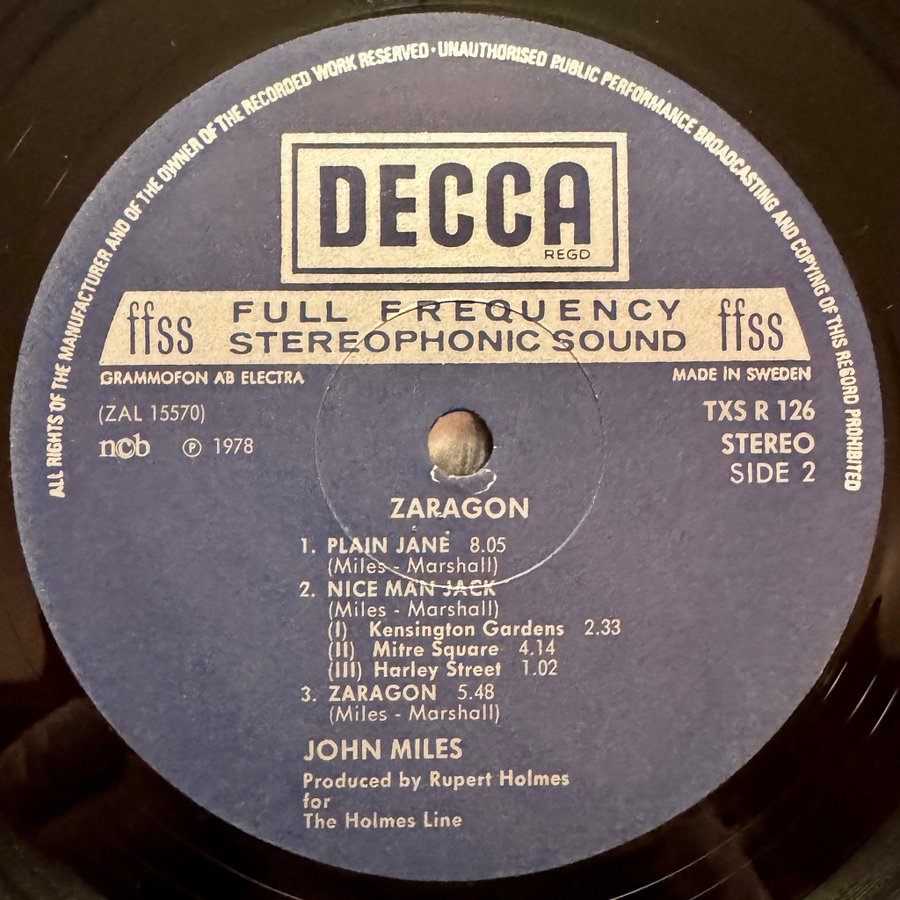 ALL RIGHTS OF THE MANUFACTURER AND OF THE OWNER OF THE RECORDED WORK RESERVED · UNAUTHORISED PUBLIC PERFORMANCE BROADCASTING AND COPYING OF THIS RECORD PROHIBITED
DECCA
REGD
ffss FULL FREQUENCY ffss
STEREOPHONIC SOUND
GRAMMOFON AB ELECTRA MADE IN SWEDEN
(ZAL 15570) TXS R 126
ncb ℗ 1978 STEREO
SIDE 2
ZARAGON
1. PLAIN JANE 8.05
(Miles - Marshall)
2. NICE MAN JACK
(Miles - Marshall)
(I) Kensington Gardens 2.33
(II) Mitre Square 4.14
(III) Harley Street 1.02
3. ZARAGON 5.48
(Miles - Marshall)
JOHN MILES
Produced by Rupert Holmes
for
The Holmes Line